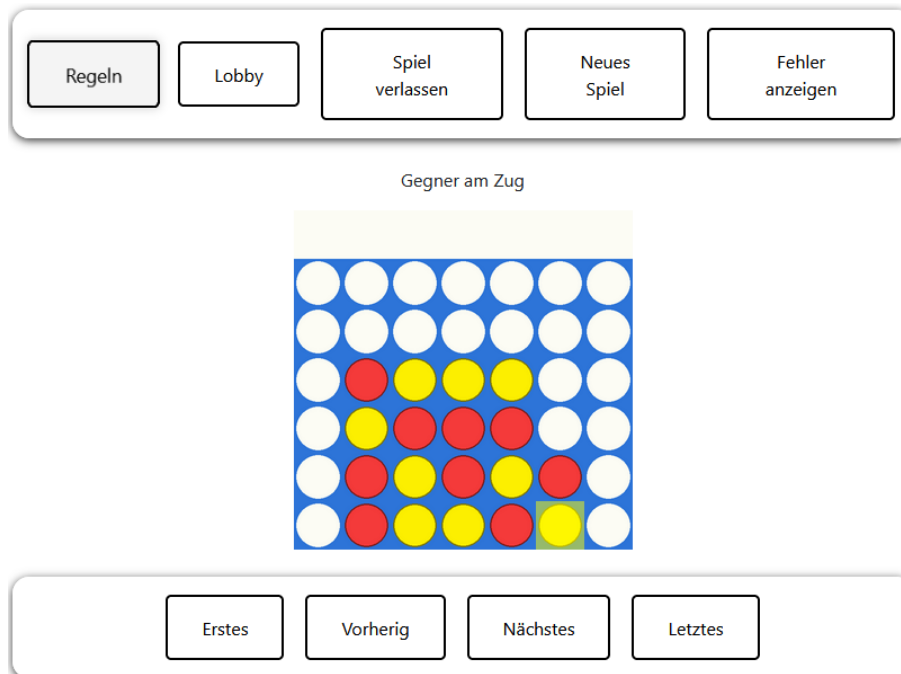 Regeln
Lobby
Spiel
verlassen
Neues
Spiel
Fehler
anzeigen
Gegner am Zug
Erstes
Vorherig
Nächstes
Letztes